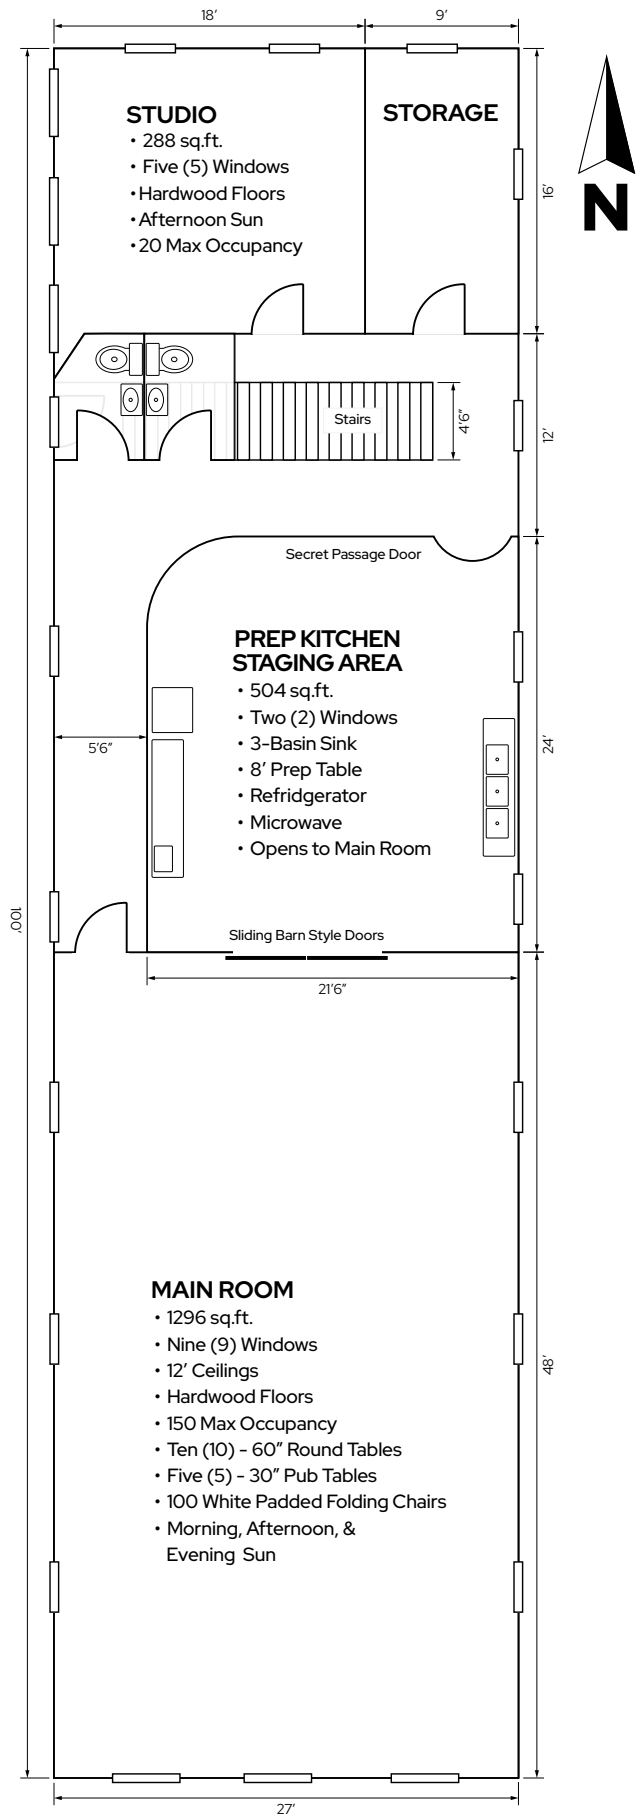 18’
9’
STUDIO
• 288 sq.ft.
• Five (5) Windows
• Hardwood Floors
• Afternoon Sun
• 20 Max Occupancy
STORAGE
16’
N
Stairs
4’6”
12’
Secret Passage Door
PREP KITCHEN
STAGING AREA
• 504 sq.ft.
• Two (2) Windows
• 3-Basin Sink
• 8’ Prep Table
• Refridgerator
• Microwave
• Opens to Main Room
5’6”
24’
100’
Sliding Barn Style Doors
21’6”
MAIN ROOM
• 1296 sq.ft.
• Nine (9) Windows
• 12’ Ceilings
• Hardwood Floors
• 150 Max Occupancy
• Ten (10) - 60” Round Tables
• Five (5) - 30” Pub Tables
• 100 White Padded Folding Chairs
• Morning, Afternoon, &
Evening Sun
48’
27’